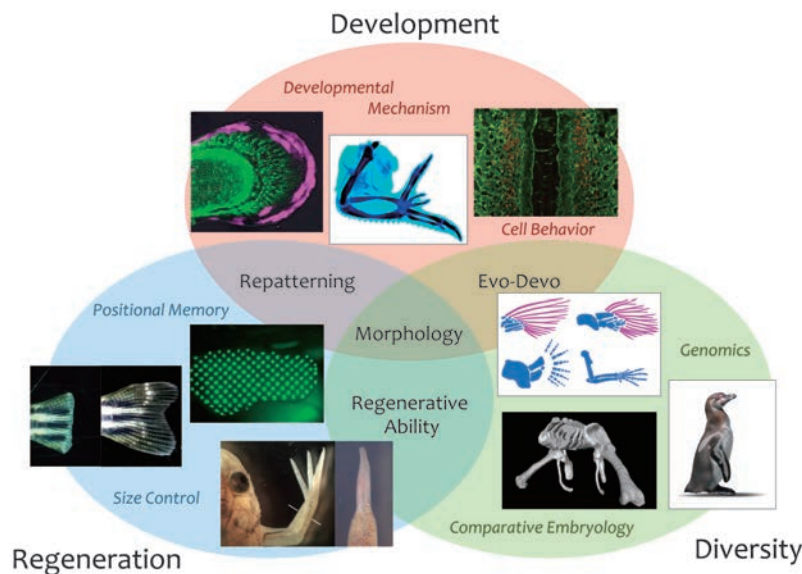 Development
Developmental
Mechanism
Cell Behavior
Repatterning
Evo-Devo
Positional Memory
Morphology
Genomics
Regenerative
Ability
Size Control
Comparative Embryology
Regeneration
Diversity